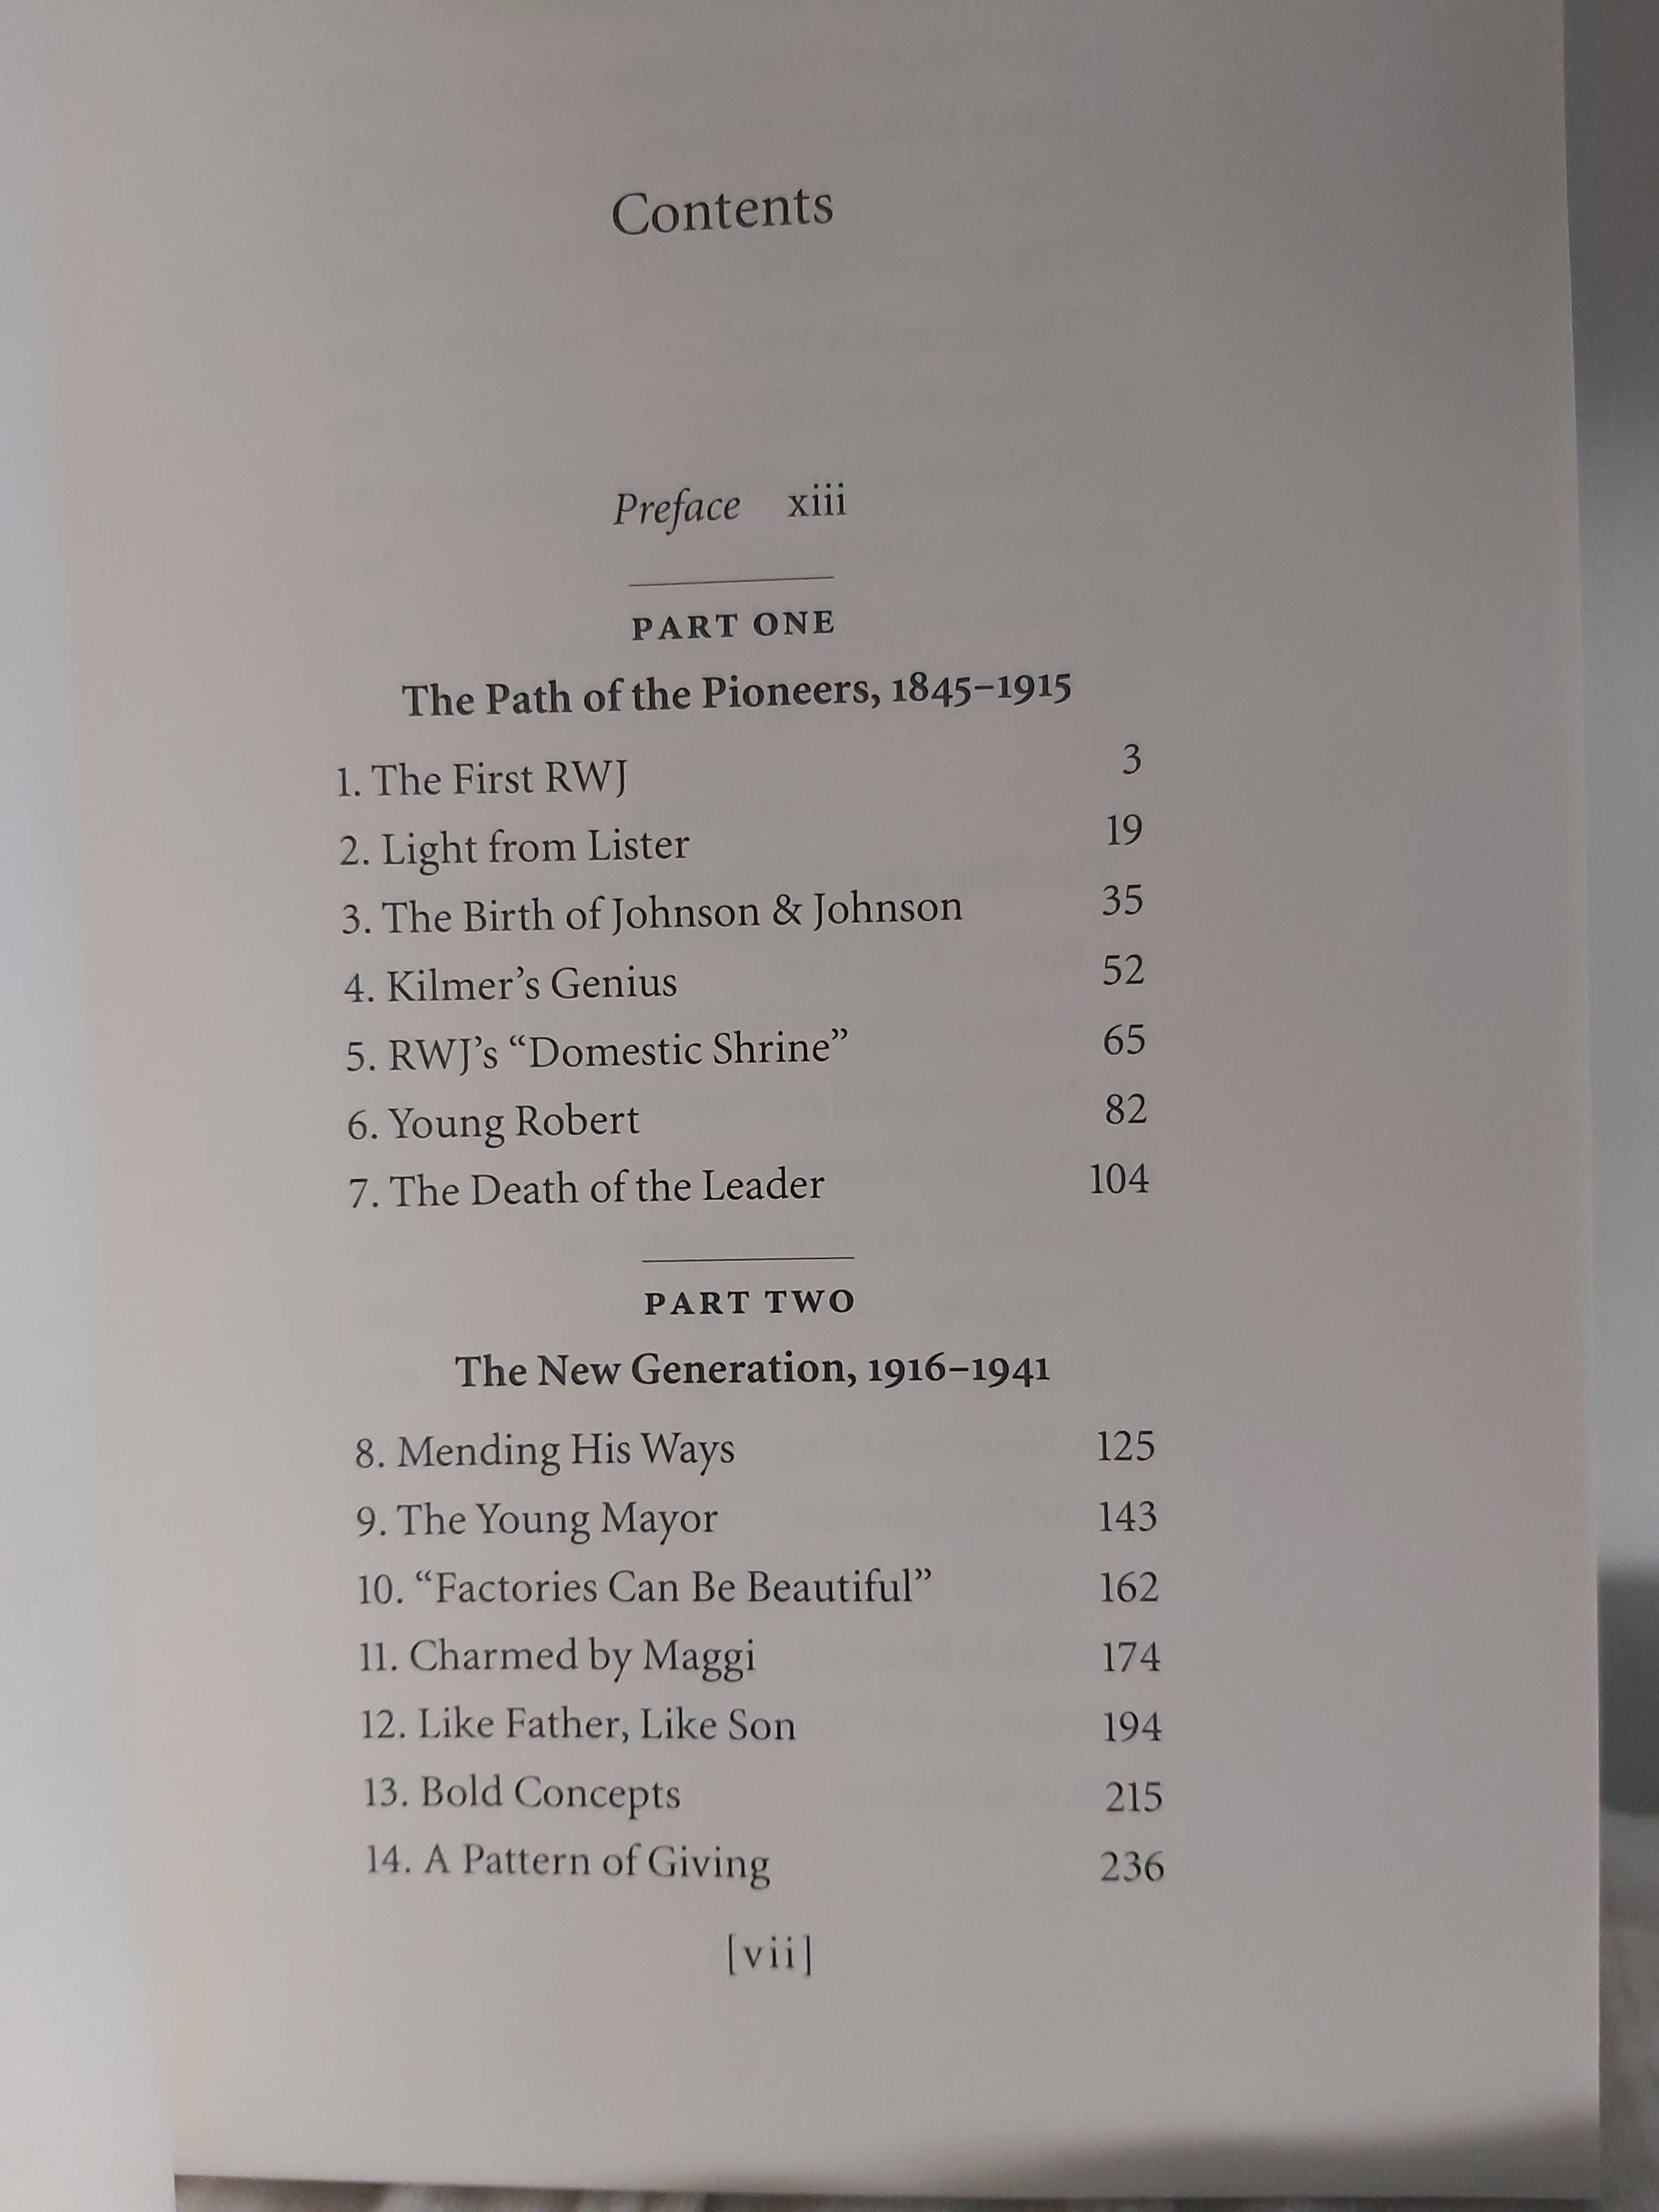 Contents
Preface xiii
PART ONE
The Path of the Pioneers, 1845–1915
1. The First RWJ 3
2. Light from Lister 19
3. The Birth of Johnson & Johnson 35
4. Kilmer’s Genius 52
5. RWJ’s “Domestic Shrine” 65
6. Young Robert 82
7. The Death of the Leader 104
PART TWO
The New Generation, 1916–1941
8. Mending His Ways 125
9. The Young Mayor 143
10. “Factories Can Be Beautiful” 162
11. Charmed by Maggi 174
12. Like Father, Like Son 194
13. Bold Concepts 215
14. A Pattern of Giving 236
[vii]